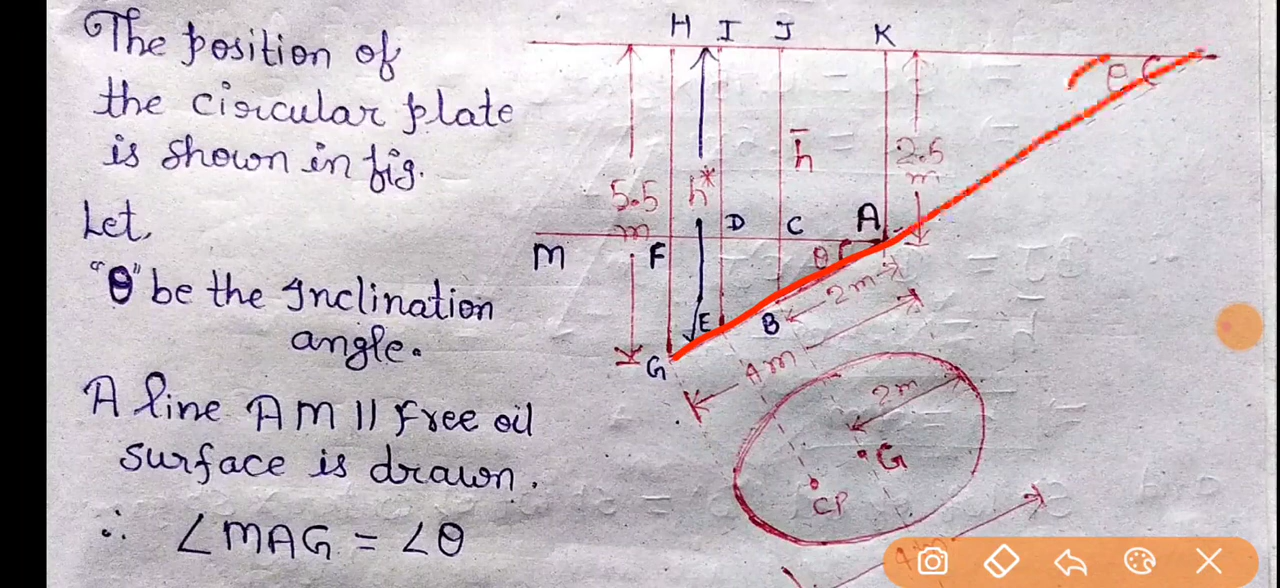 The position of
the circular plate
is shown in fig.
Let,
"θ" be the Inclination
angle.
A line AM || free oil
surface is drawn.
∴ ∠MAG = ∠θ
H I J K
θ
5.5
m
h*
h̄
2.5
m
M F D C A
θ
G E B
2m
4m
2m
G
CP
4m